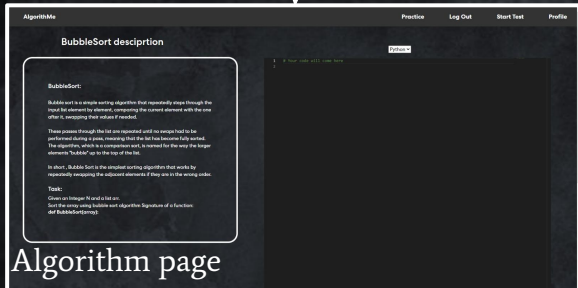 AlgorithMe
Practice
Log Out
Start Test
Profile
BubbleSort desciprtion
Python
1 # Your code will come here
2
BubbleSort:
Bubble sort is a simple sorting algorithm that repeatedly steps through the
input list element by element, comparing the current element with the one
after it, swapping their values if needed.
These passes through the list are repeated until no swaps had to be
performed during a pass, meaning that the list has become fully sorted.
The algorithm, which is a comparison sort, is named for the way the larger
elements "bubble" up to the top of the list.
In short , Bubble Sort is the simplest sorting algorithm that works by
repeatedly swapping the adjacent elements if they are in the wrong order.
Task:
Given an Integer N and a list arr.
Sort the array using bubble sort algorithm Signature of a function:
def BubbleSort(array):
Algorithm page